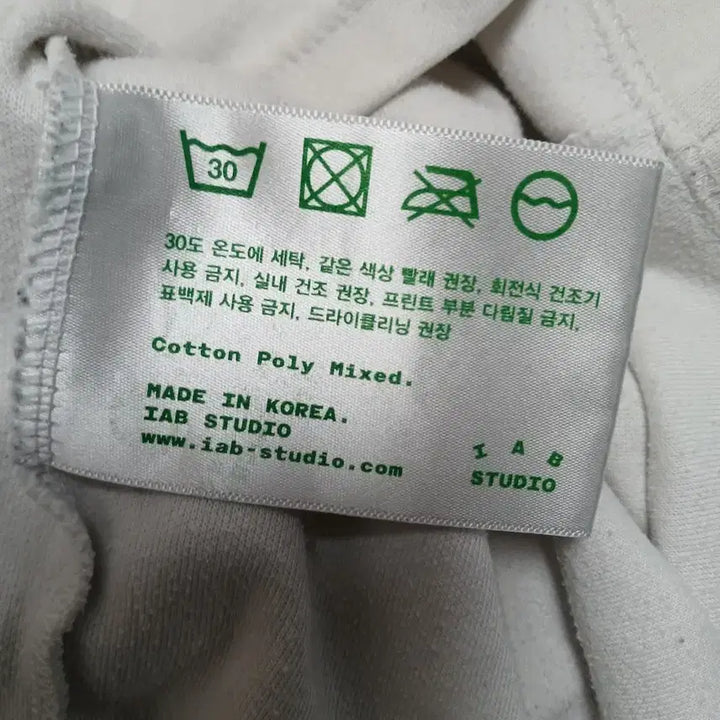 30
30도 온도에 세탁, 같은 색상 빨래 권장, 회전식 건조기
사용 금지, 실내 건조 권장, 프린트 부분 다림질 금지,
표백제 사용 금지, 드라이클리닝 권장
Cotton Poly Mixed.
MADE IN KOREA.
IAB STUDIO
www.iab-studio.com
I A B
STUDIO